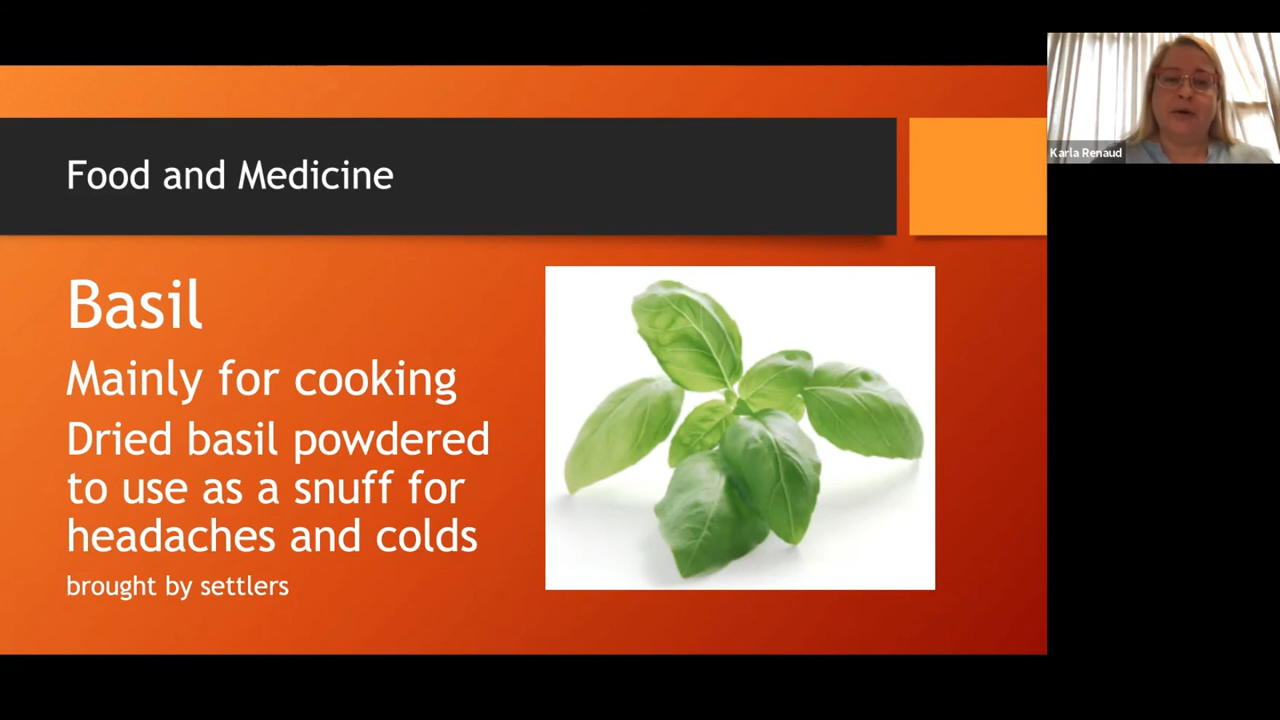 Food and Medicine
Karla Renaud
Basil
Mainly for cooking
Dried basil powdered
to use as a snuff for
headaches and colds
brought by settlers